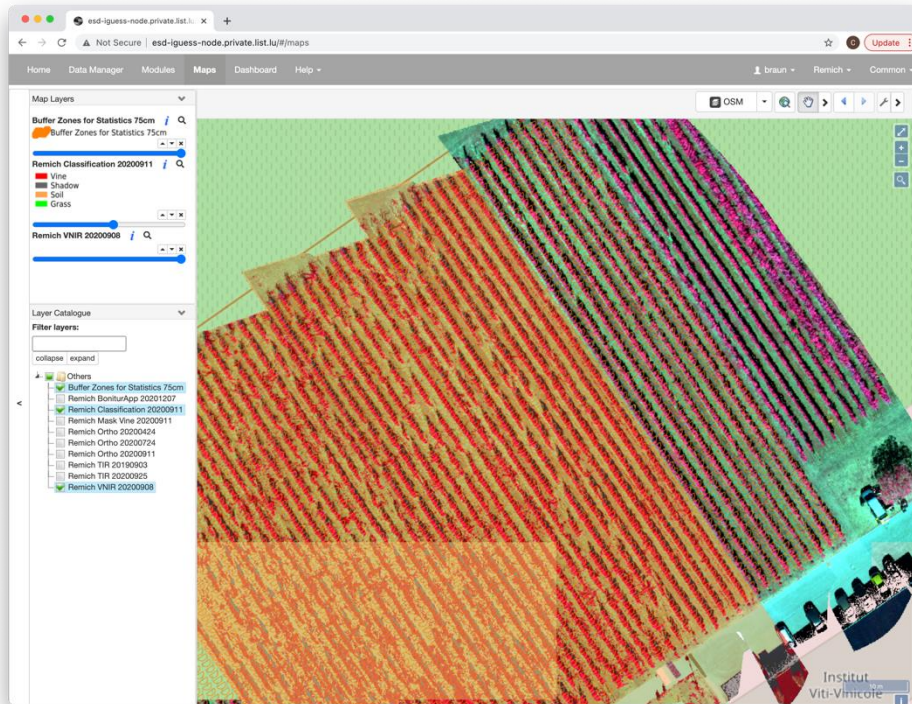 esd-iguess-node.private.list.lu
Not Secure | esd-iguess-node.private.list.lu/#/maps
C
Update
Home Data Manager Modules Maps Dashboard Help
braun Remich Common
Map Layers
OSM
Buffer Zones for Statistics 75cm
Buffer Zones for Statistics 75cm
Remich Classification 20200911
Vine
Shadow
Soil
Grass
Remich VNIR 20200908
Layer Catalogue
Filter layers:
collapse expand
Others
Buffer Zones for Statistics 75cm
Remich BoniturApp 20201207
Remich Classification 20200911
Remich Mask Vine 20200911
Remich Ortho 20200424
Remich Ortho 20200724
Remich Ortho 20200911
Remich TIR 20190903
Remich TIR 20200925
Remich VNIR 20200908
Institut
Viti-Vinicole